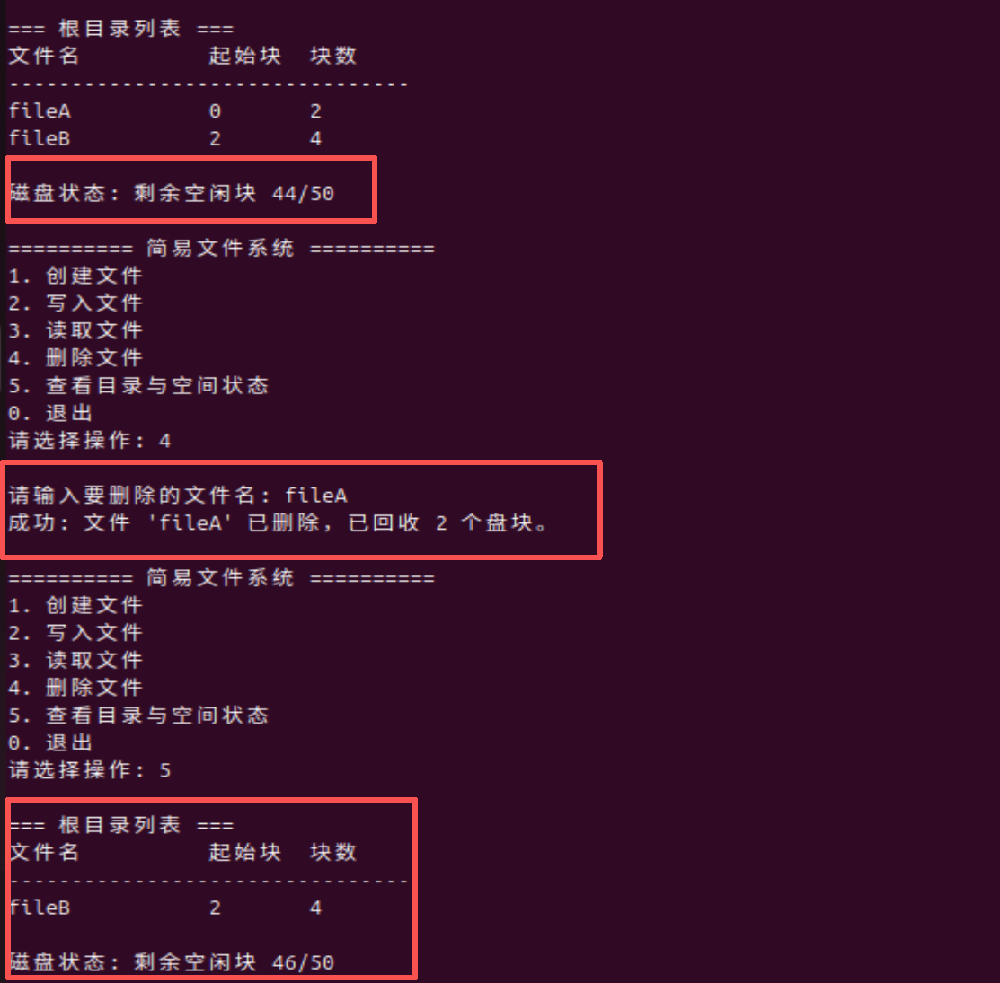 === 根目录列表 ===
文件名 起始块 块数
--------------------------------
fileA 0 2
fileB 2 4
磁盘状态: 剩余空闲块 44/50
========== 简易文件系统 ==========
1. 创建文件
2. 写入文件
3. 读取文件
4. 删除文件
5. 查看目录与空间状态
0. 退出
请选择操作: 4
请输入要删除的文件名: fileA
成功: 文件 'fileA' 已删除，已回收 2 个盘块。
========== 简易文件系统 ==========
1. 创建文件
2. 写入文件
3. 读取文件
4. 删除文件
5. 查看目录与空间状态
0. 退出
请选择操作: 5
=== 根目录列表 ===
文件名 起始块 块数
--------------------------------
fileB 2 4
磁盘状态: 剩余空闲块 46/50